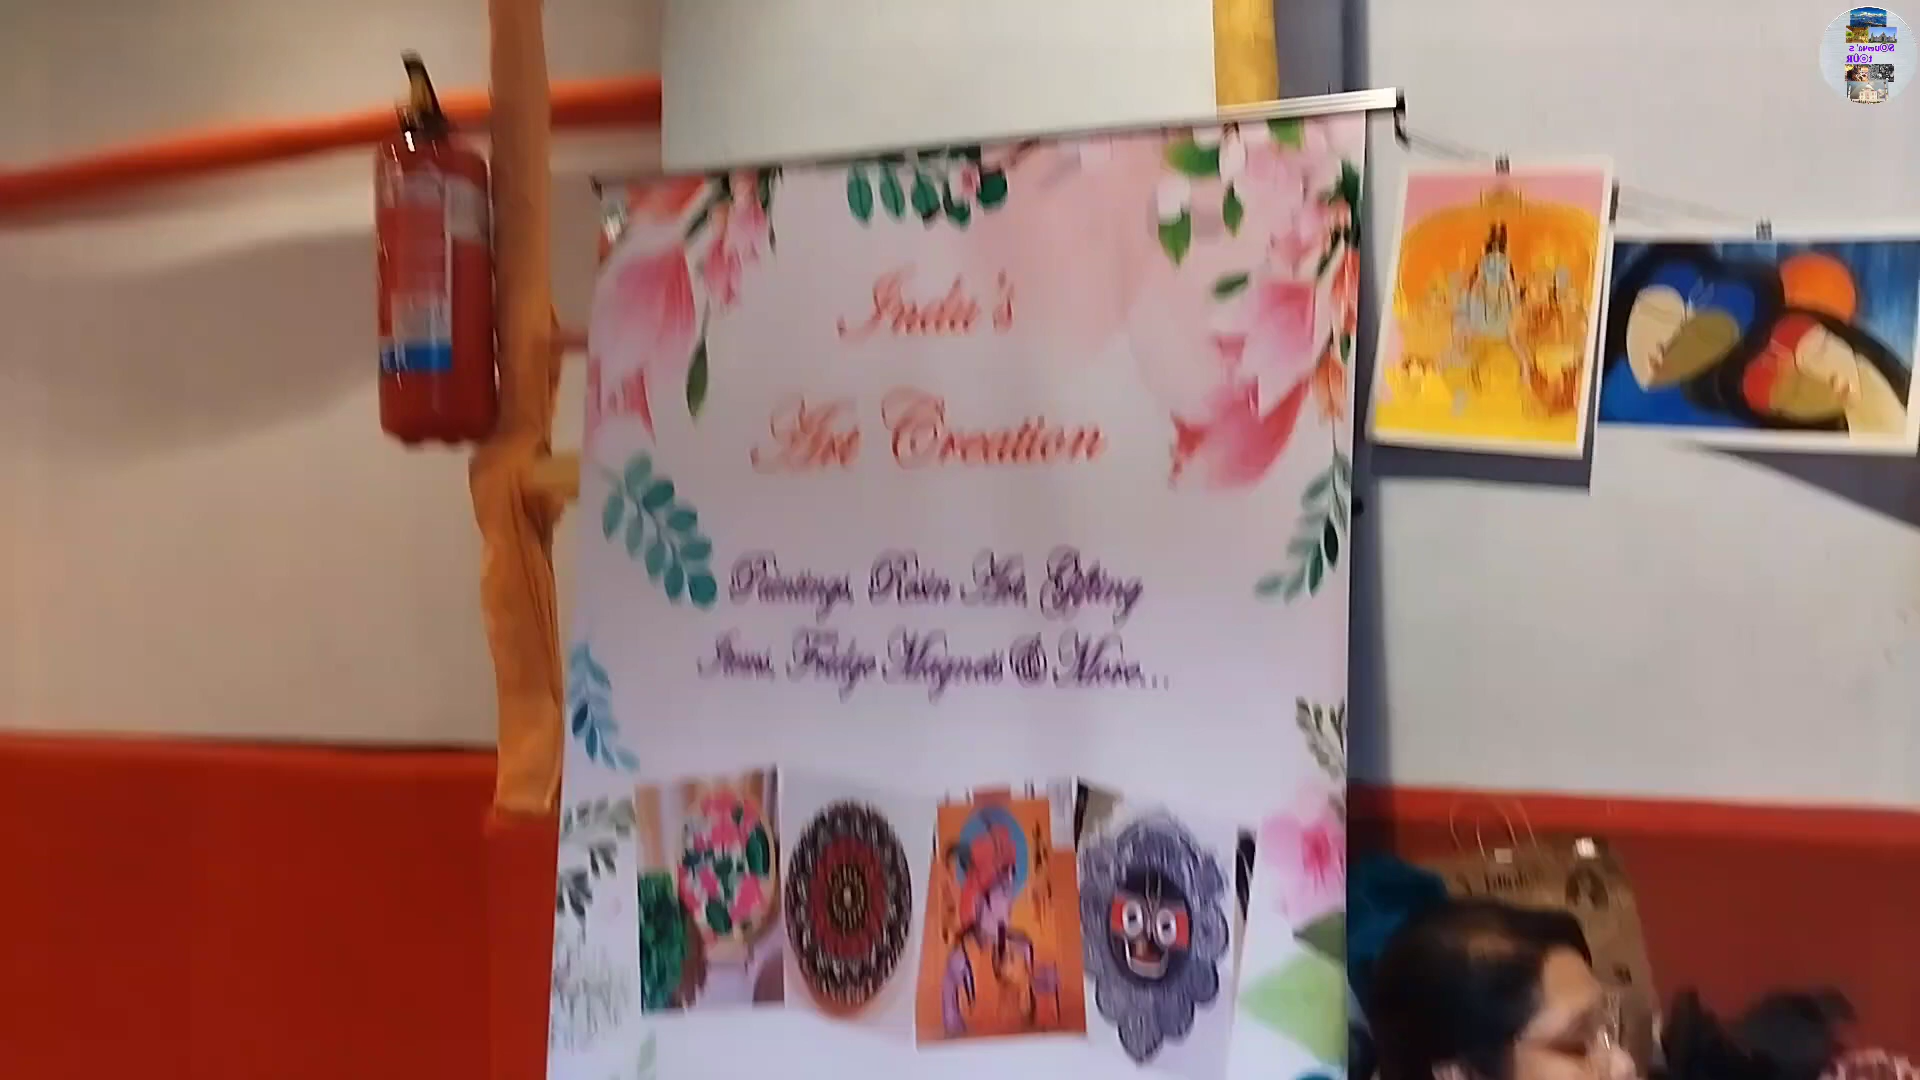 Indu's
Art Creation
Paintings, Resin Art, Gifting
Items, Fridge Magnets & More...